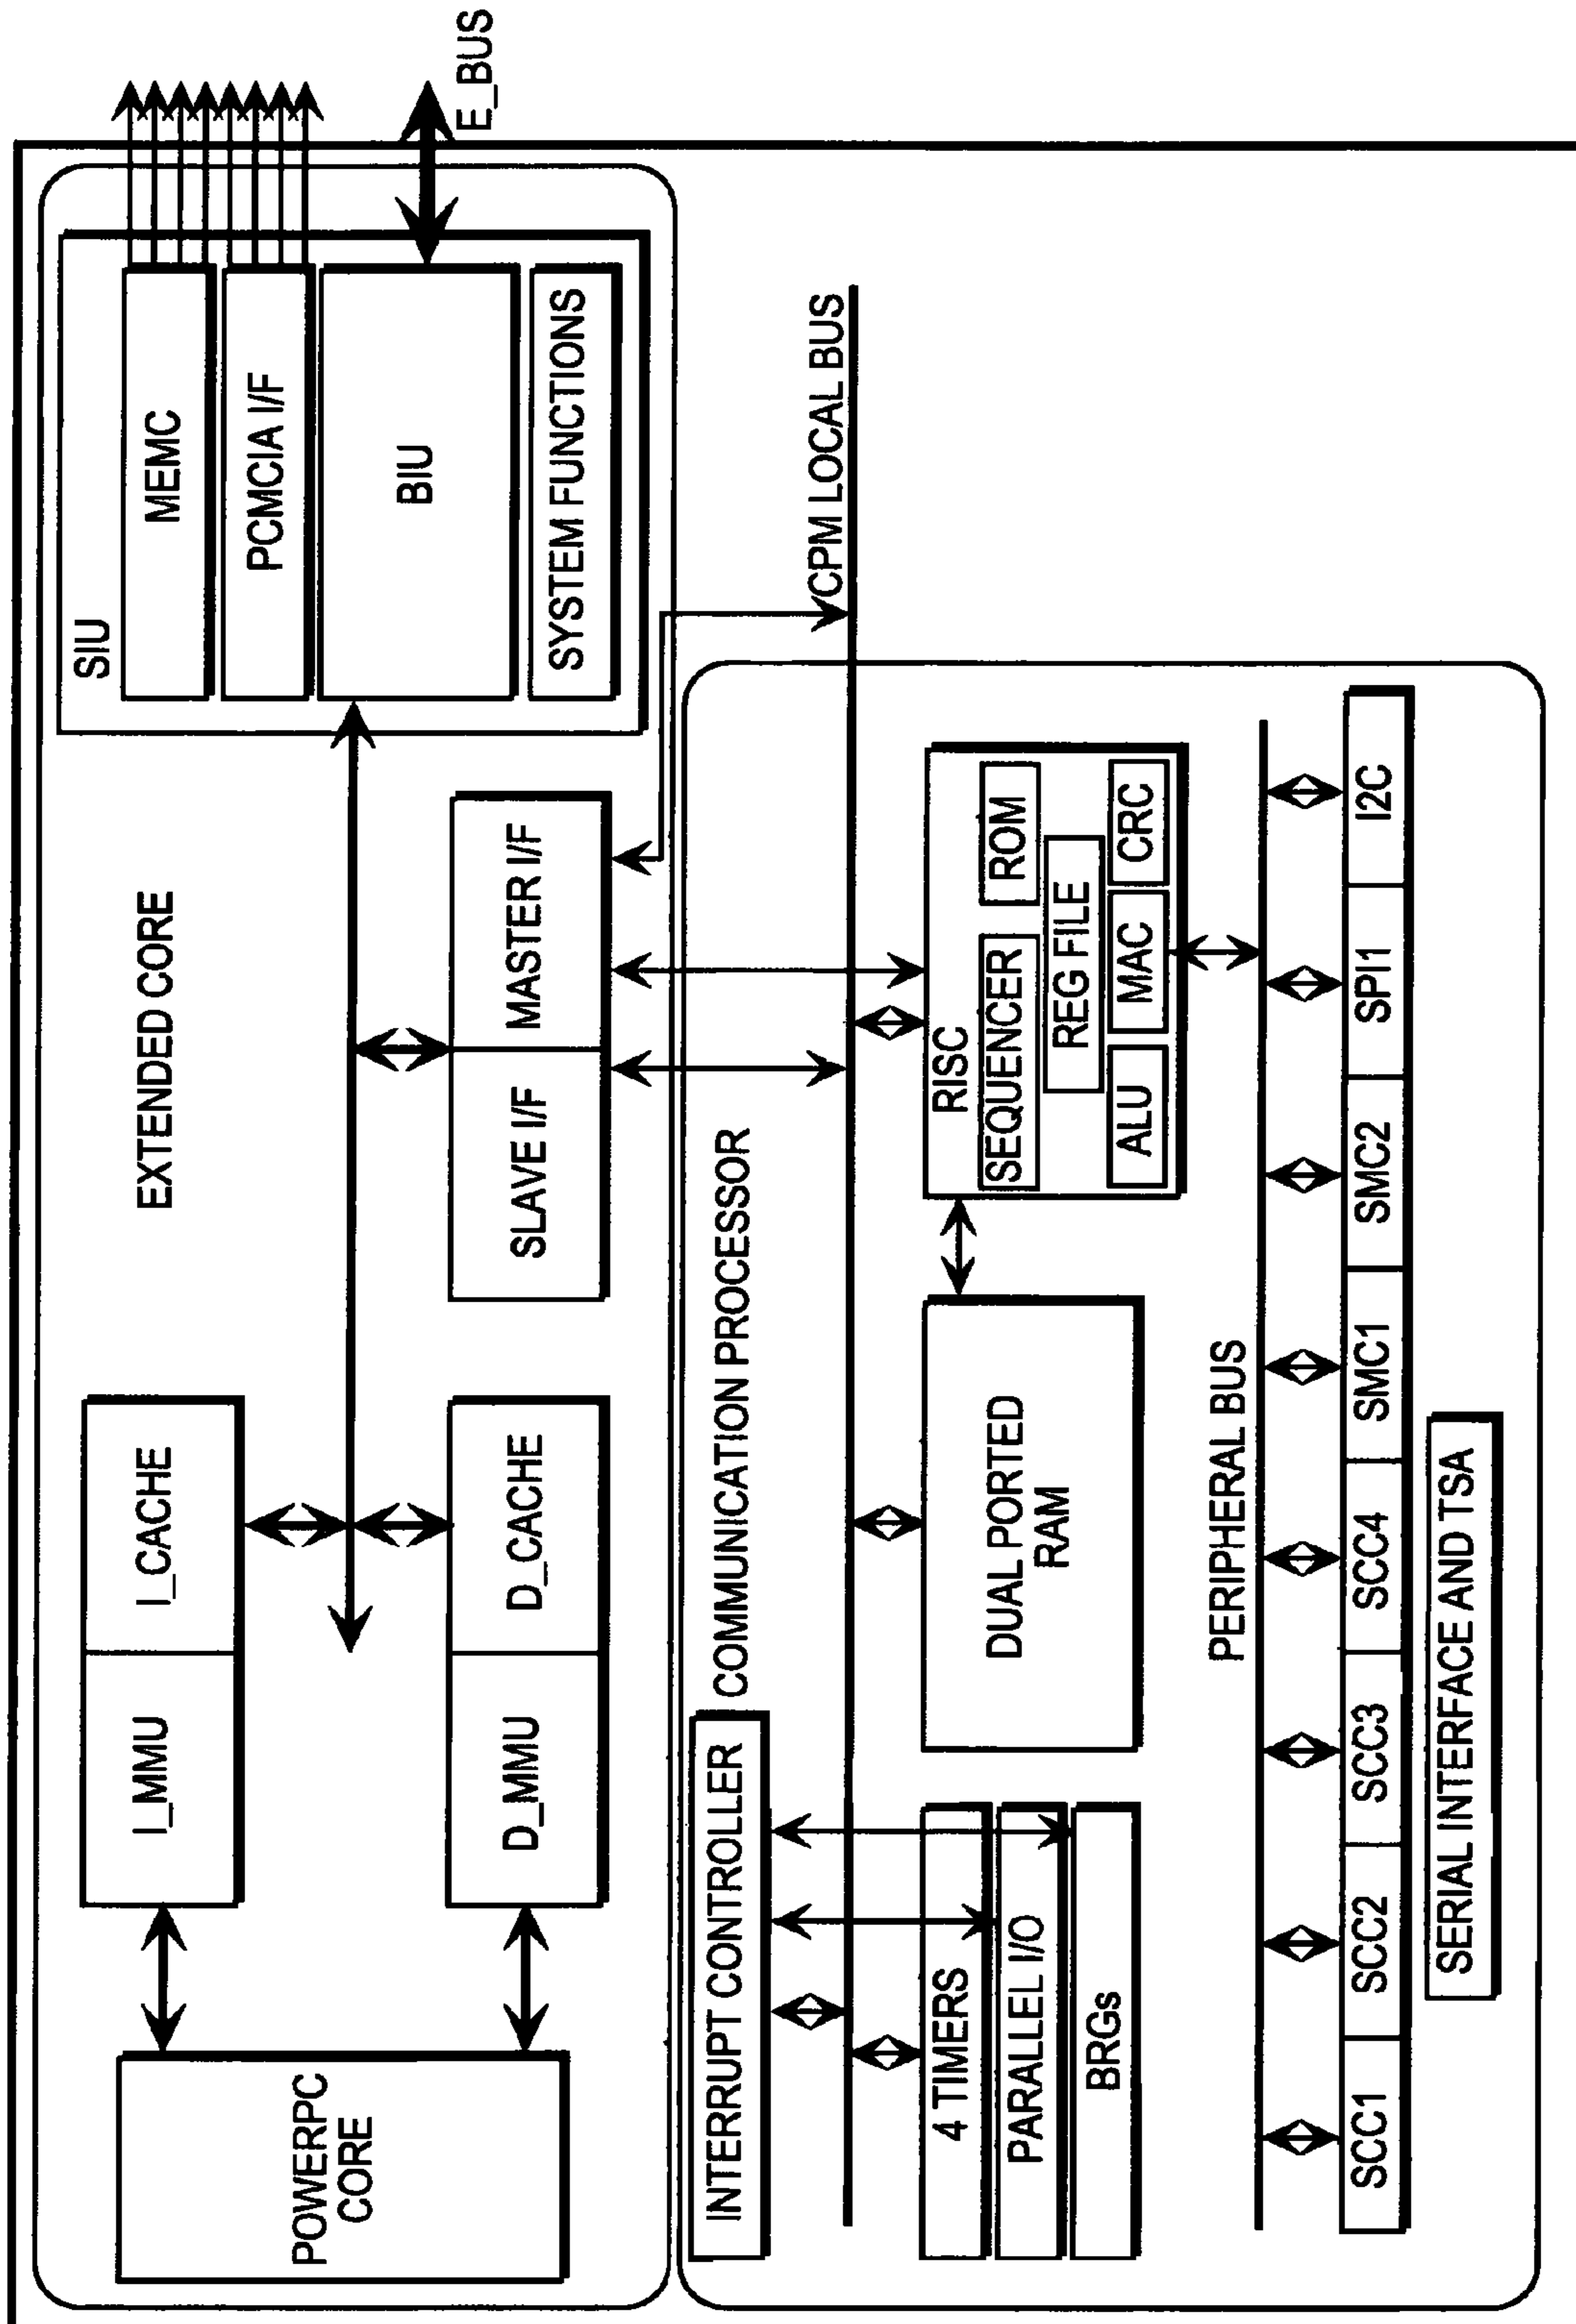 EXTENDED CORE
POWERPC
CORE
I_MMU
I_CACHE
D_MMU
D_CACHE
SLAVE I/F
MASTER I/F
SIU
MEMC
PCMCIA I/F
BIU
SYSTEM FUNCTIONS
E_BUS
INTERRUPT CONTROLLER
COMMUNICATION PROCESSOR
CPM LOCAL BUS
4 TIMERS
PARALLEL I/O
BRGs
DUAL PORTED
RAM
RISC
SEQUENCER
ROM
REG FILE
ALU
MAC
CRC
PERIPHERAL BUS
SCC1
SCC2
SCC3
SCC4
SMC1
SMC2
SPI1
I2C
SERIAL INTERFACE AND TSA